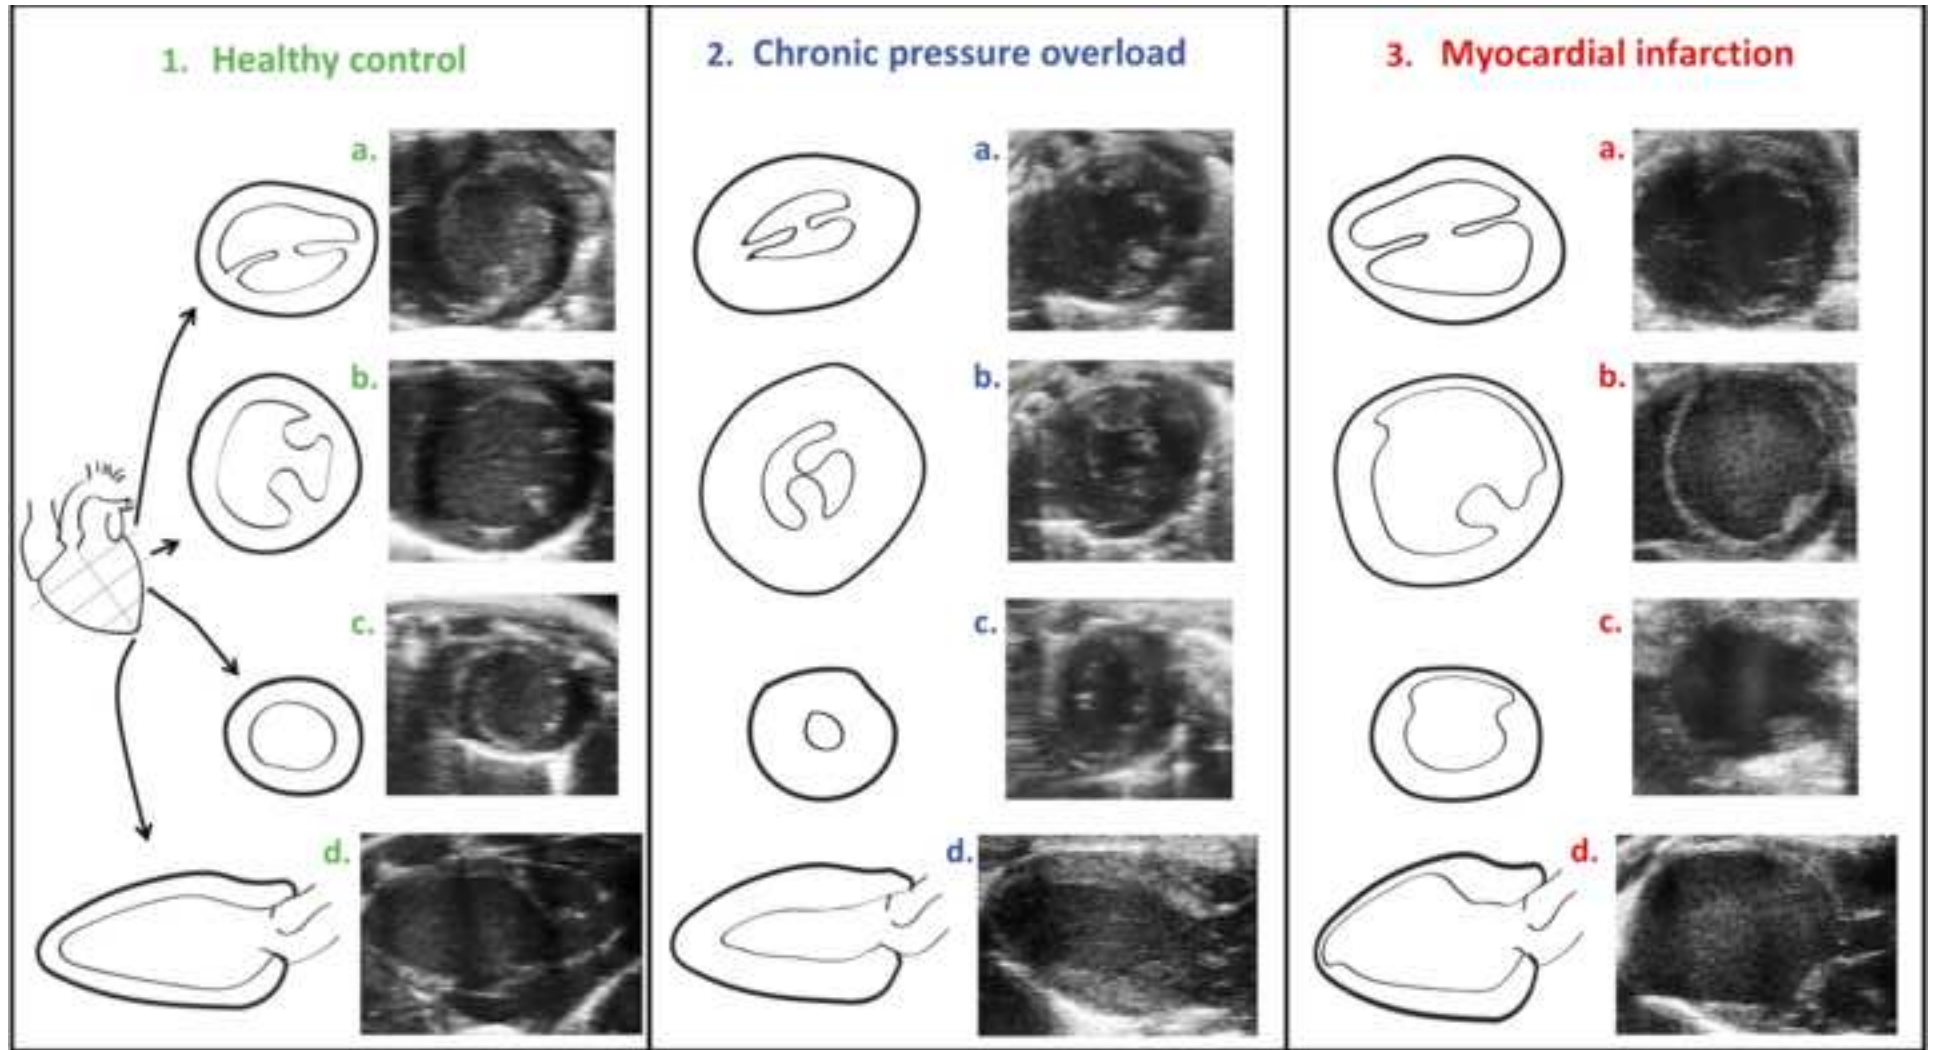 1. Healthy control
a.
b.
c.
d.
2. Chronic pressure overload
a.
b.
c.
d.
3. Myocardial infarction
a.
b.
c.
d.